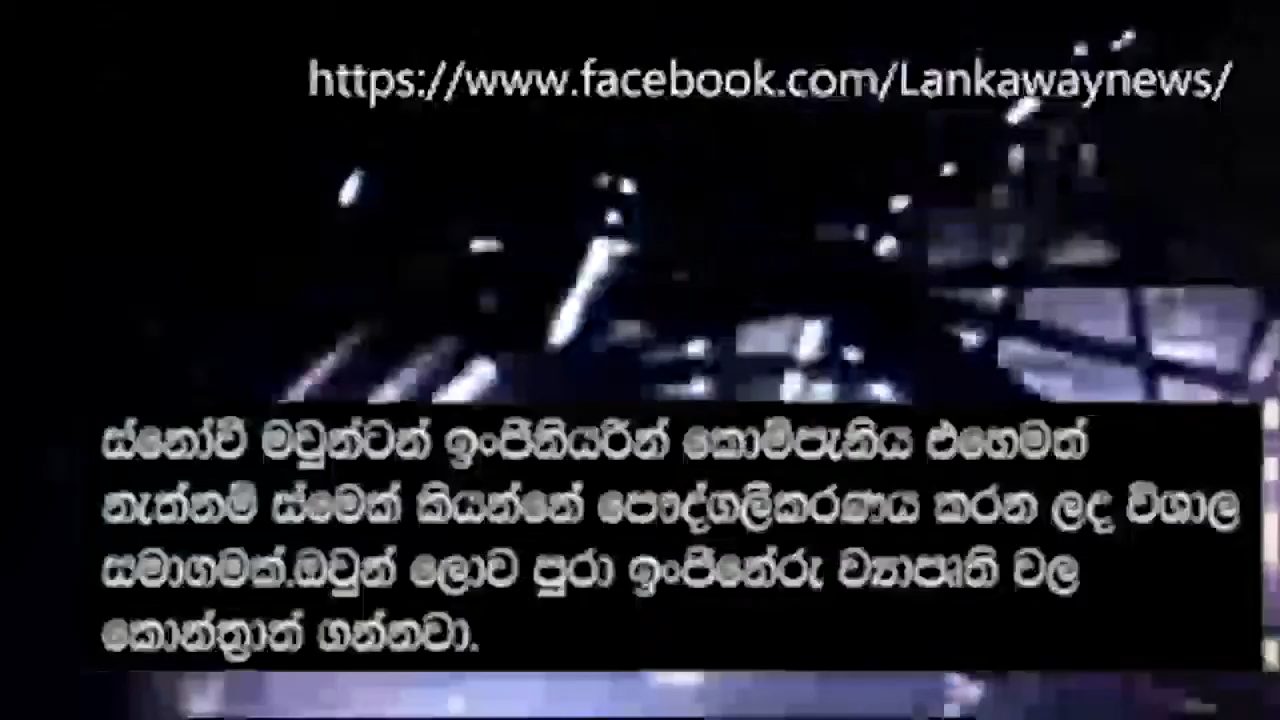 https://www.facebook.com/Lankawaynews/
ස්නෝවි මවුන්ටන් ඉංජිනියරින් කොම්පැනිය එහෙමත්
නැත්නම් ස්මෙක් කියන්නේ පෞද්ගලිකරණය කරන ලද විශාල
සමාගමක්.ඔවුන් ලොව පුරා ඉංජිනේරු ව්‍යාපෘති වල
කොන්ත්‍රාත් ගන්නවා.